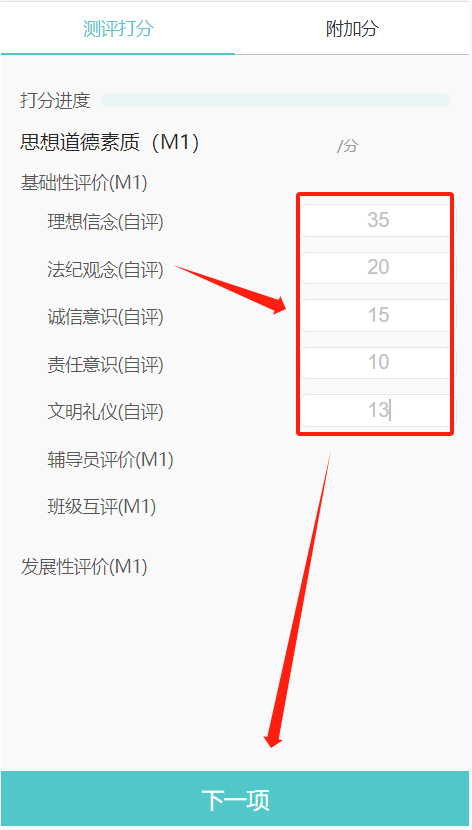 测评打分 附加分
打分进度
思想道德素质（M1） /分
基础性评价(M1)
理想信念(自评) 35
法纪观念(自评) 20
诚信意识(自评) 15
责任意识(自评) 10
文明礼仪(自评) 13
辅导员评价(M1)
班级互评(M1)
发展性评价(M1)
下一项